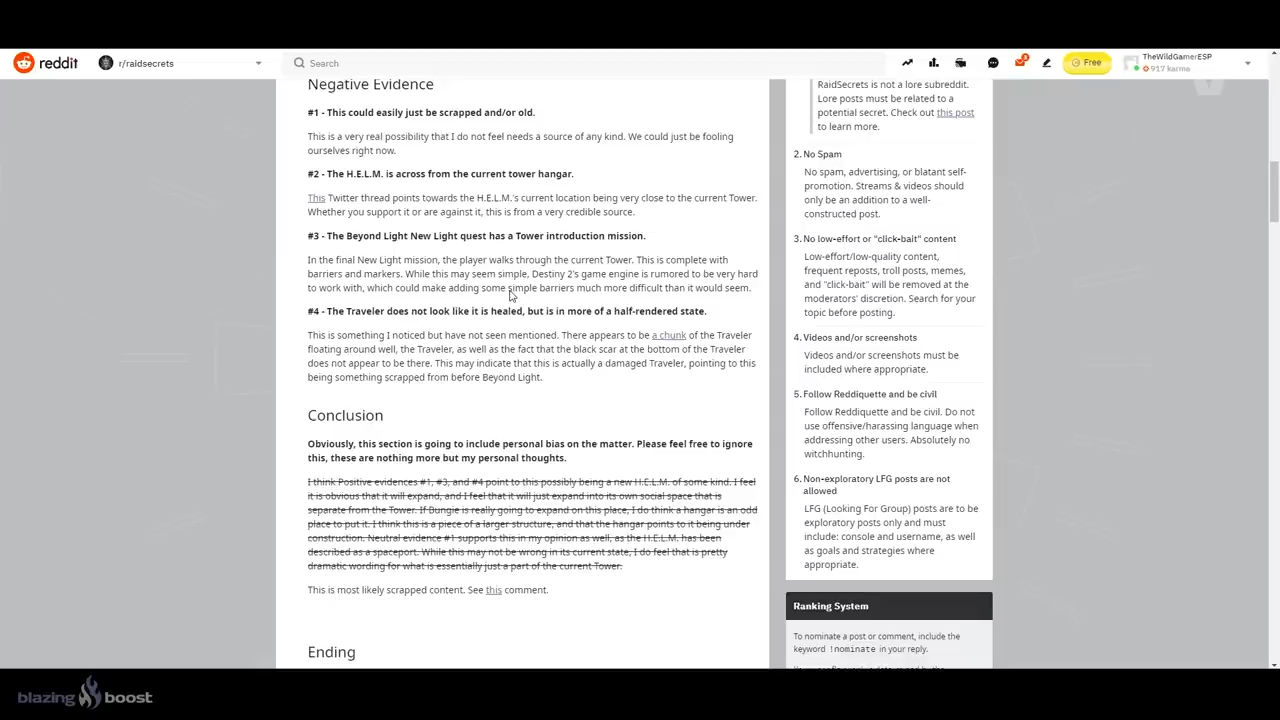 reddit
r/raidsecrets
Search
Free
TheWildGamerESP
917 karma
Negative Evidence
#1 - This could easily just be scrapped and/or old.
This is a very real possibility that I do not feel needs a source of any kind. We could just be fooling
ourselves right now.
#2 - The H.E.L.M. is across from the current tower hangar.
This Twitter thread points towards the H.E.L.M.'s current location being very close to the current Tower.
Whether you support it or are against it, this is from a very credible source.
#3 - The Beyond Light New Light quest has a Tower introduction mission.
In the final New Light mission, the player walks through the current Tower. This is complete with
barriers and markers. While this may seem simple, Destiny 2's game engine is rumored to be very hard
to work with, which could make adding some simple barriers much more difficult than it would seem.
#4 - The Traveler does not look like it is healed, but is in more of a half-rendered state.
This is something I noticed but have not seen mentioned. There appears to be a chunk of the Traveler
floating around well, the Traveler, as well as the fact that the black scar at the bottom of the Traveler
does not appear to be there. This may indicate that this is actually a damaged Traveler, pointing to this
being something scrapped from before Beyond Light.
Conclusion
Obviously, this section is going to include personal bias on the matter. Please feel free to ignore
this, these are nothing more but my personal thoughts.
I think Positive evidences #1, #3, and #4 point to this possibly being a new H.E.L.M. of some kind. I feel
it is obvious that it will expand, and I feel that it will just expand into its own social space that is
separate from the Tower. If Bungie is really going to expand on this place, I do think a hangar is an odd
place to put it. I think this is a piece of a larger structure, and that the hangar points to it being under
construction. Neutral evidence #1 supports this in my opinion as well, as the H.E.L.M. has been
described as a spaceport. While this may not be wrong in its current state, I do feel that is pretty
dramatic wording for what is essentially just a part of the current Tower.
This is most likely scrapped content. See this comment.
Ending
RaidSecrets is not a lore subreddit.
Lore posts must be related to a
potential secret. Check out this post
to learn more.
2. No Spam
No spam, advertising, or blatant self-
promotion. Streams & videos should
only be an addition to a well-
constructed post.
3. No low-effort or "click-bait" content
Low-effort/low-quality content,
frequent reposts, troll posts, memes,
and "click-bait" will be removed at the
moderators' discretion. Search for your
topic before posting.
4. Videos and/or screenshots
Videos and/or screenshots must be
included where appropriate.
5. Follow Reddiquette and be civil
Follow Reddiquette and be civil. Do not
use offensive/harassing language when
addressing other users. Absolutely no
witchhunting.
6. Non-exploratory LFG posts are not
allowed
LFG (Looking For Group) posts are to be
exploratory posts only and must
include: console and username, as well
as goals and strategies where
appropriate.
Ranking System
To nominate a post or comment, include the
keyword !nominate in your reply.
blazing boost